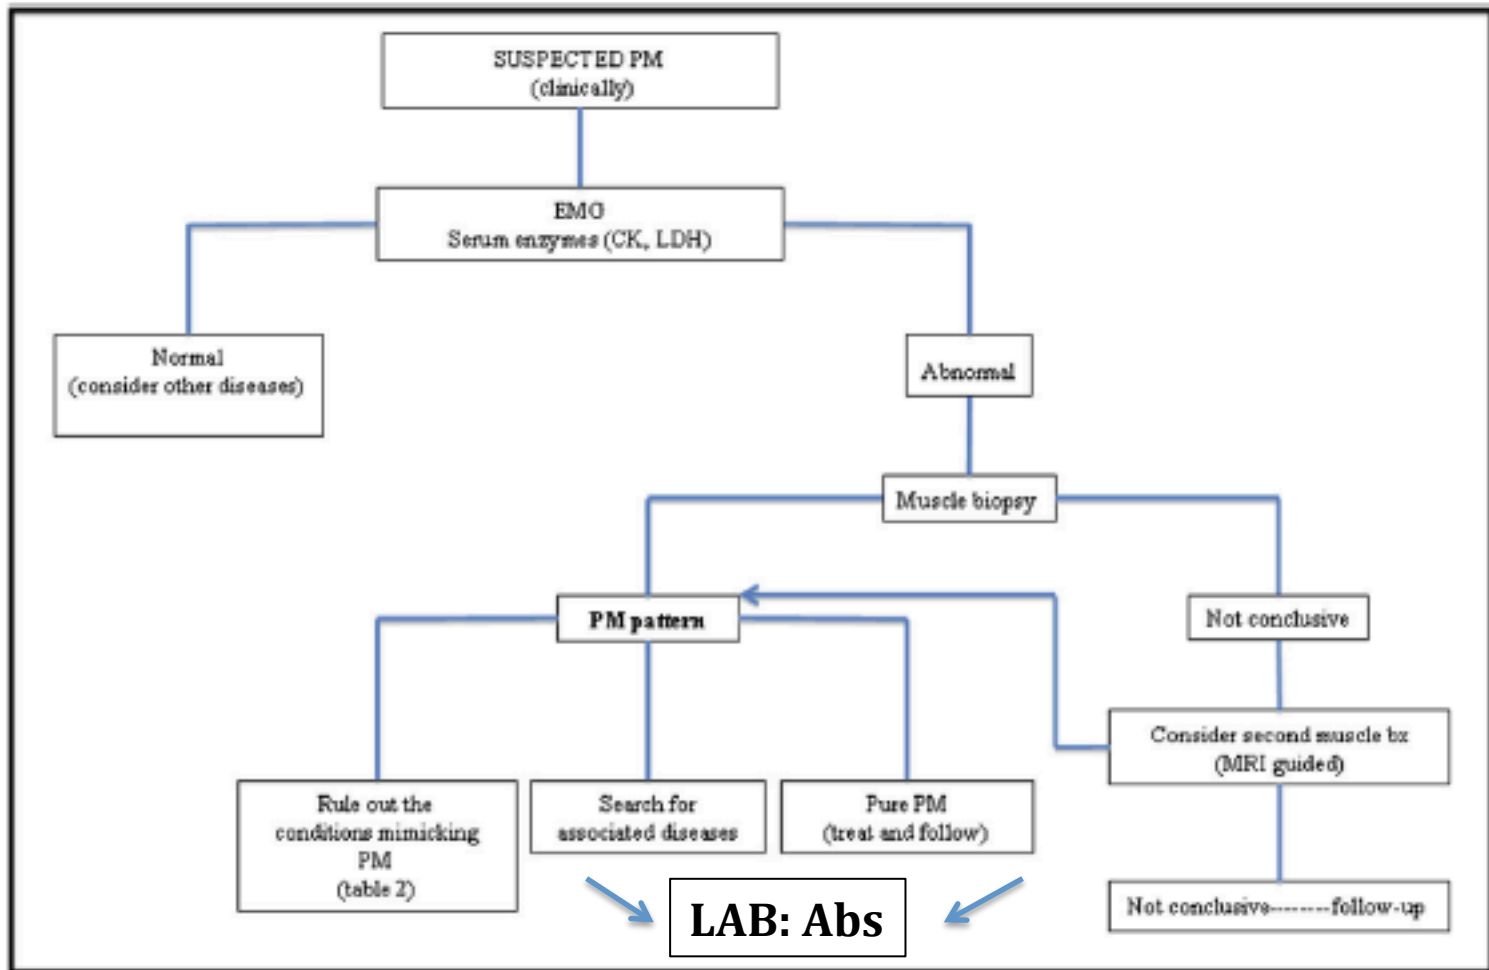 SUSPECTED PM
(clinically)
EMG
Serum enzymes (CK, LDH)
Normal
(consider other diseases)
Abnormal
Muscle biopsy
PM pattern
Not conclusive
Consider second muscle bx
(MRI guided)
Rule out the
conditions mimicking
PM
(table 2)
Search for
associated diseases
Pure PM
(treat and follow)
Not conclusive--------follow-up
LAB: Abs